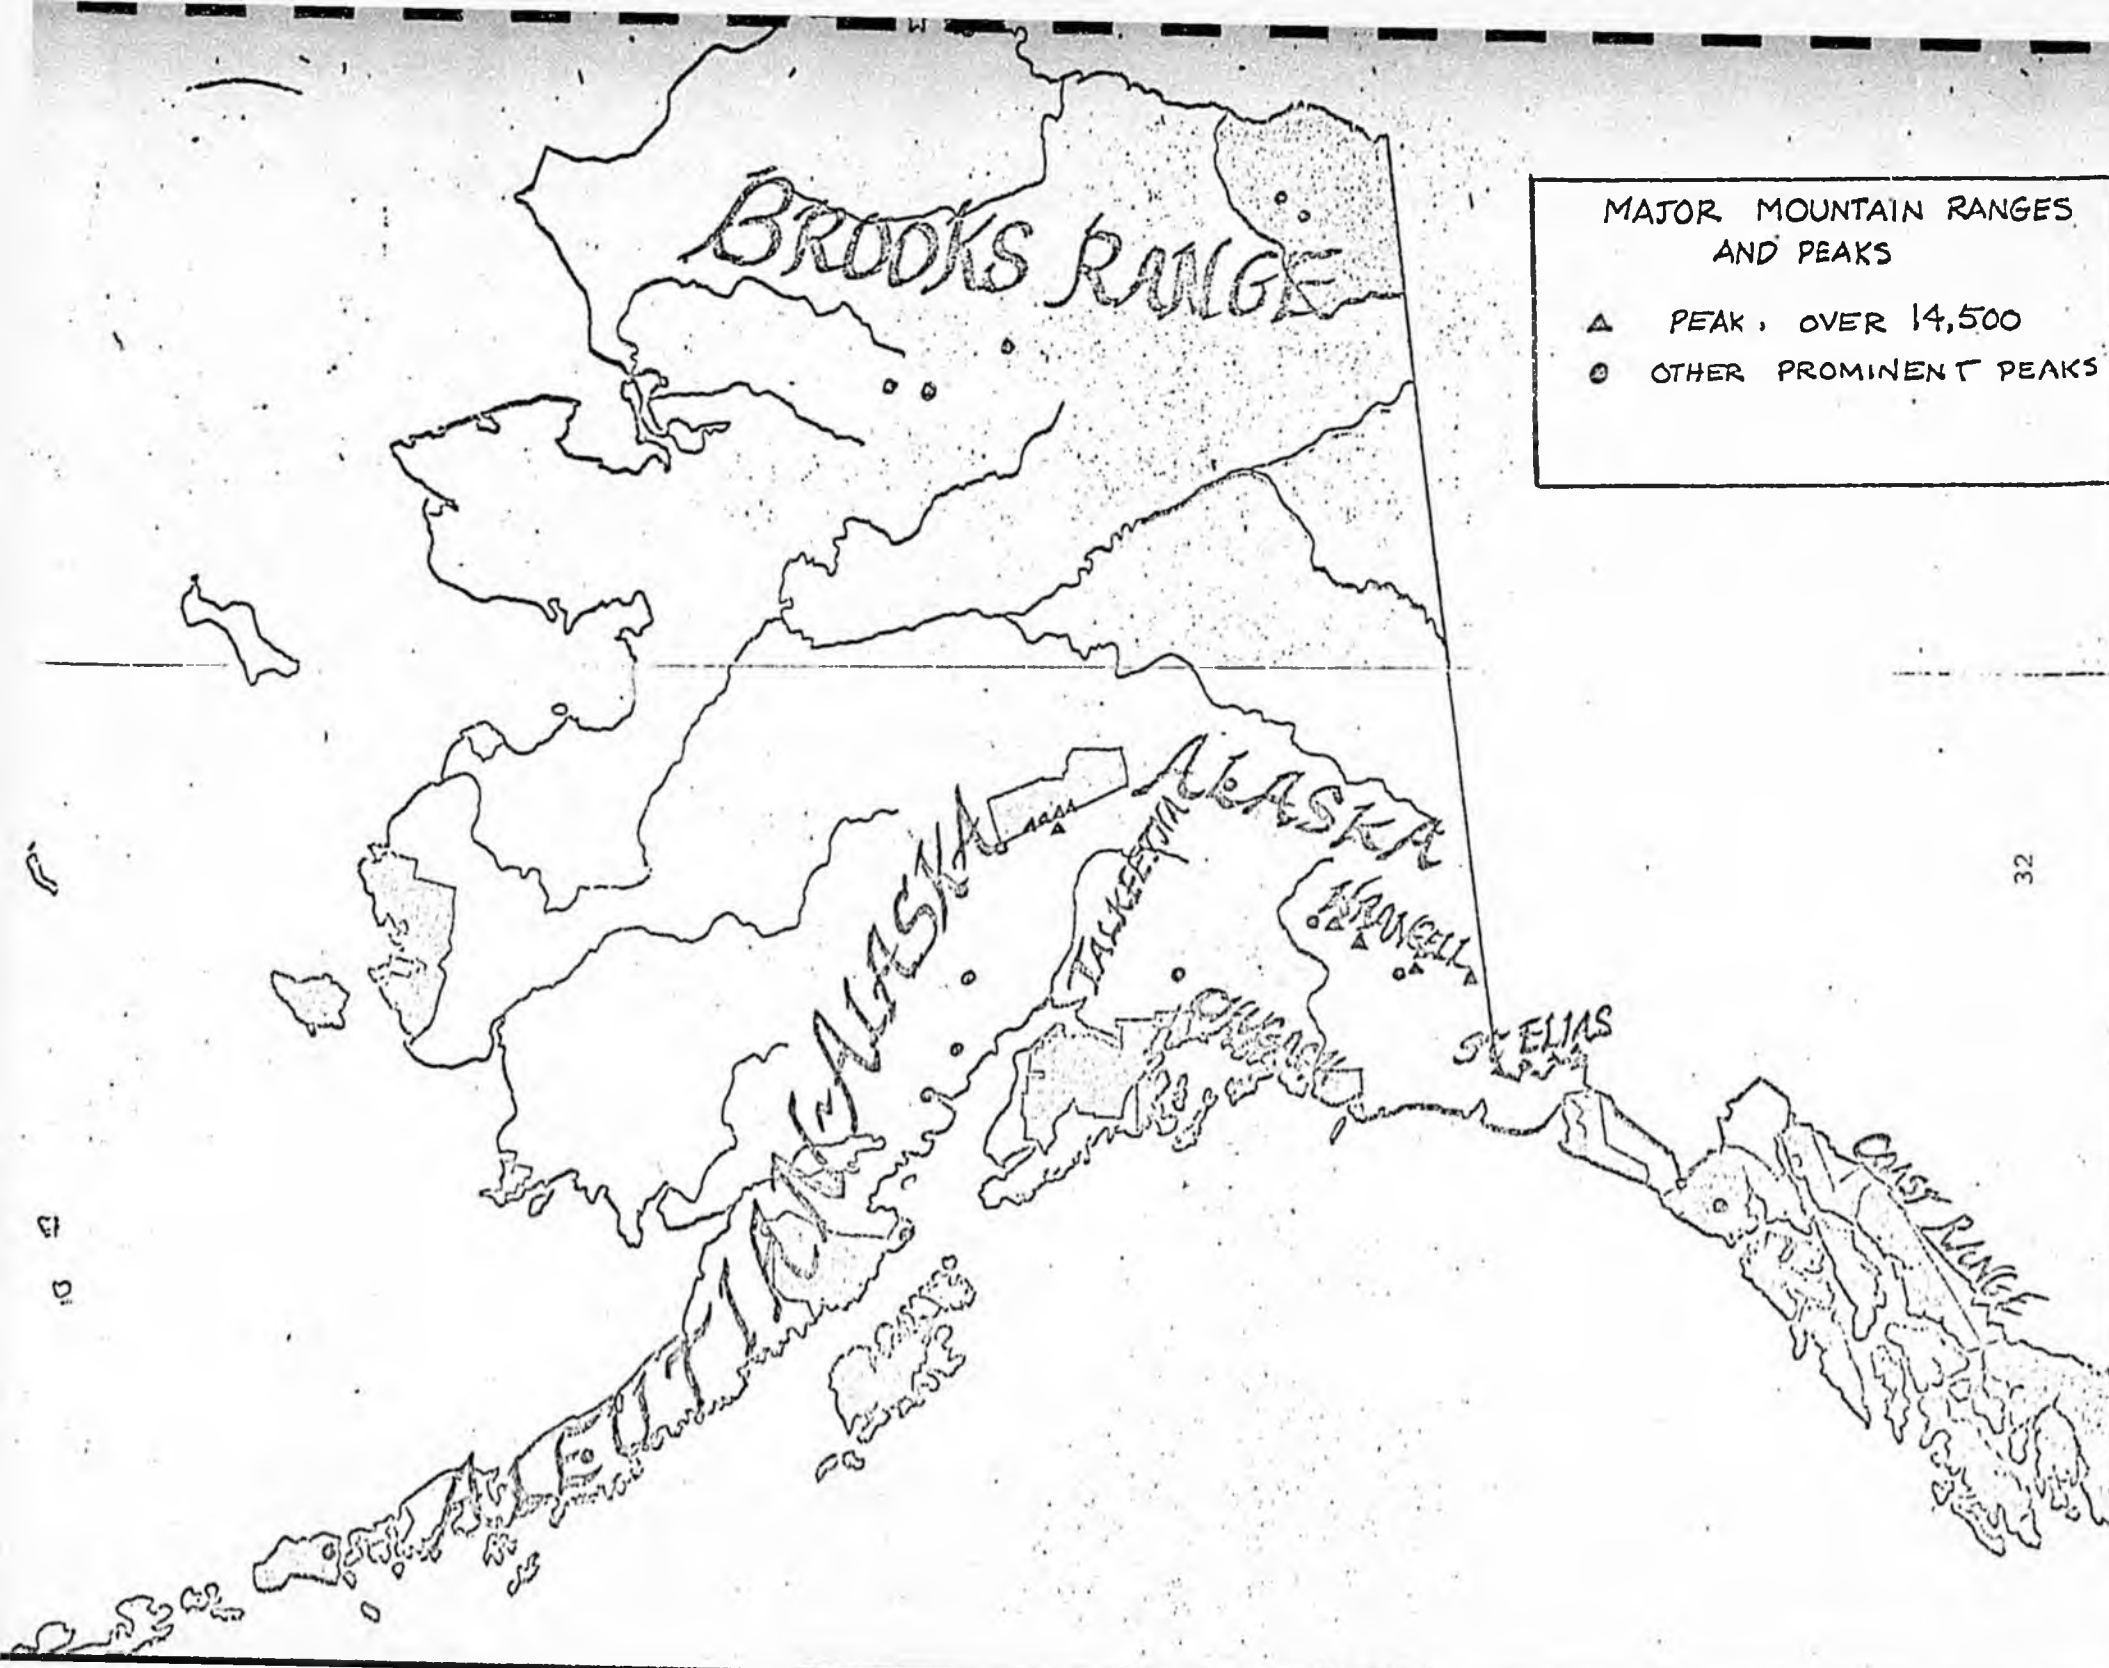 BROOKS RANGE
MAJOR MOUNTAIN RANGES
AND PEAKS
PEAK, OVER 14,500
OTHER PROMINENT PEAKS
ALASKA
ALASKA
TALKEETNA
WRANGELL
CHUGACH
ST ELIAS
COAST RANGE
ALEUTIAN
32